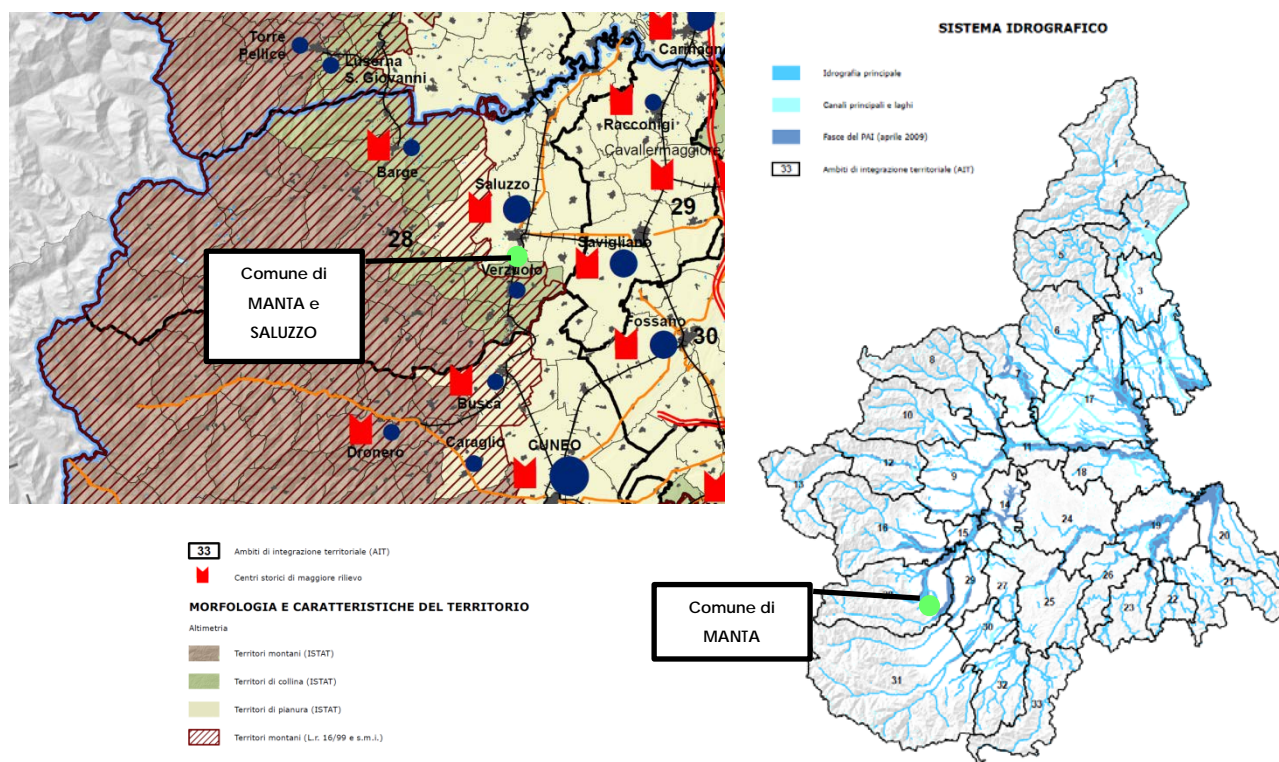 Torre
Pellice
Luserna
S. Giovanni
Carmagn
Racconigi
Cavallermaggiore
Barge
Saluzzo
29
28
Savigliano
Verzuolo
Comune di
MANTA e
SALUZZO
Fossano
30
Busca
Dronero
Caraglio
CUNEO
33 Ambiti di integrazione territoriale (AIT)
Centri storici di maggiore rilievo
MORFOLOGIA E CARATTERISTICHE DEL TERRITORIO
Altimetria
Territori montani (ISTAT)
Territori di collina (ISTAT)
Territori di pianura (ISTAT)
Territori montani (L.r. 16/99 e s.m.i.)
SISTEMA IDROGRAFICO
Idrografia principale
Canali principali e laghi
Fasce del PAI (aprile 2009)
33 Ambiti di integrazione territoriale (AIT)
1
2
5
3
6
4
8
7
17
10
11
12
18
13
9
14
24
19
16
15
20
29
27
26
21
28
25
23
22
30
Comune di
MANTA
31
32
33